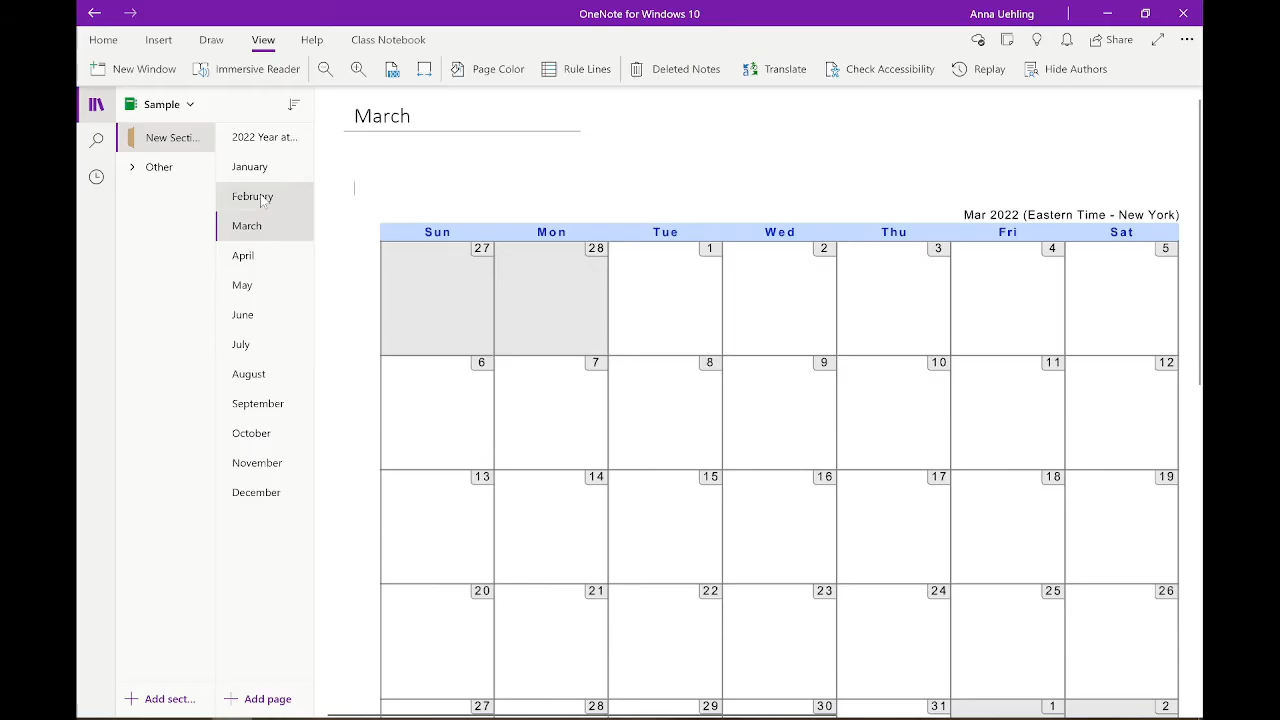 OneNote for Windows 10
Anna Uehling
Home Insert Draw View Help Class Notebook Share
New Window Immersive Reader Page Color Rule Lines Deleted Notes Translate Check Accessibility Replay Hide Authors
Sample
New Secti...
Other
2022 Year at...
January
February
March
April
May
June
July
August
September
October
November
December
Add sect...
Add page
March
Mar 2022 (Eastern Time - New York)
Sun Mon Tue Wed Thu Fri Sat
27 28 1 2 3 4 5
6 7 8 9 10 11 12
13 14 15 16 17 18 19
20 21 22 23 24 25 26
27 28 29 30 31 1 2